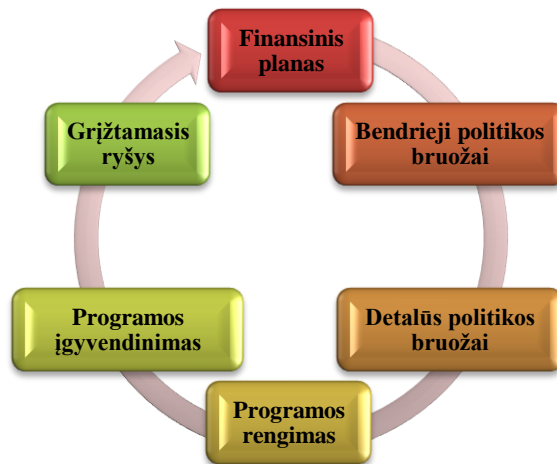 Finansinis
planas
Bendrieji politikos
bruožai
Detalūs politikos
bruožai
Programos
rengimas
Programos
įgyvendinimas
Grįžtamasis
ryšys